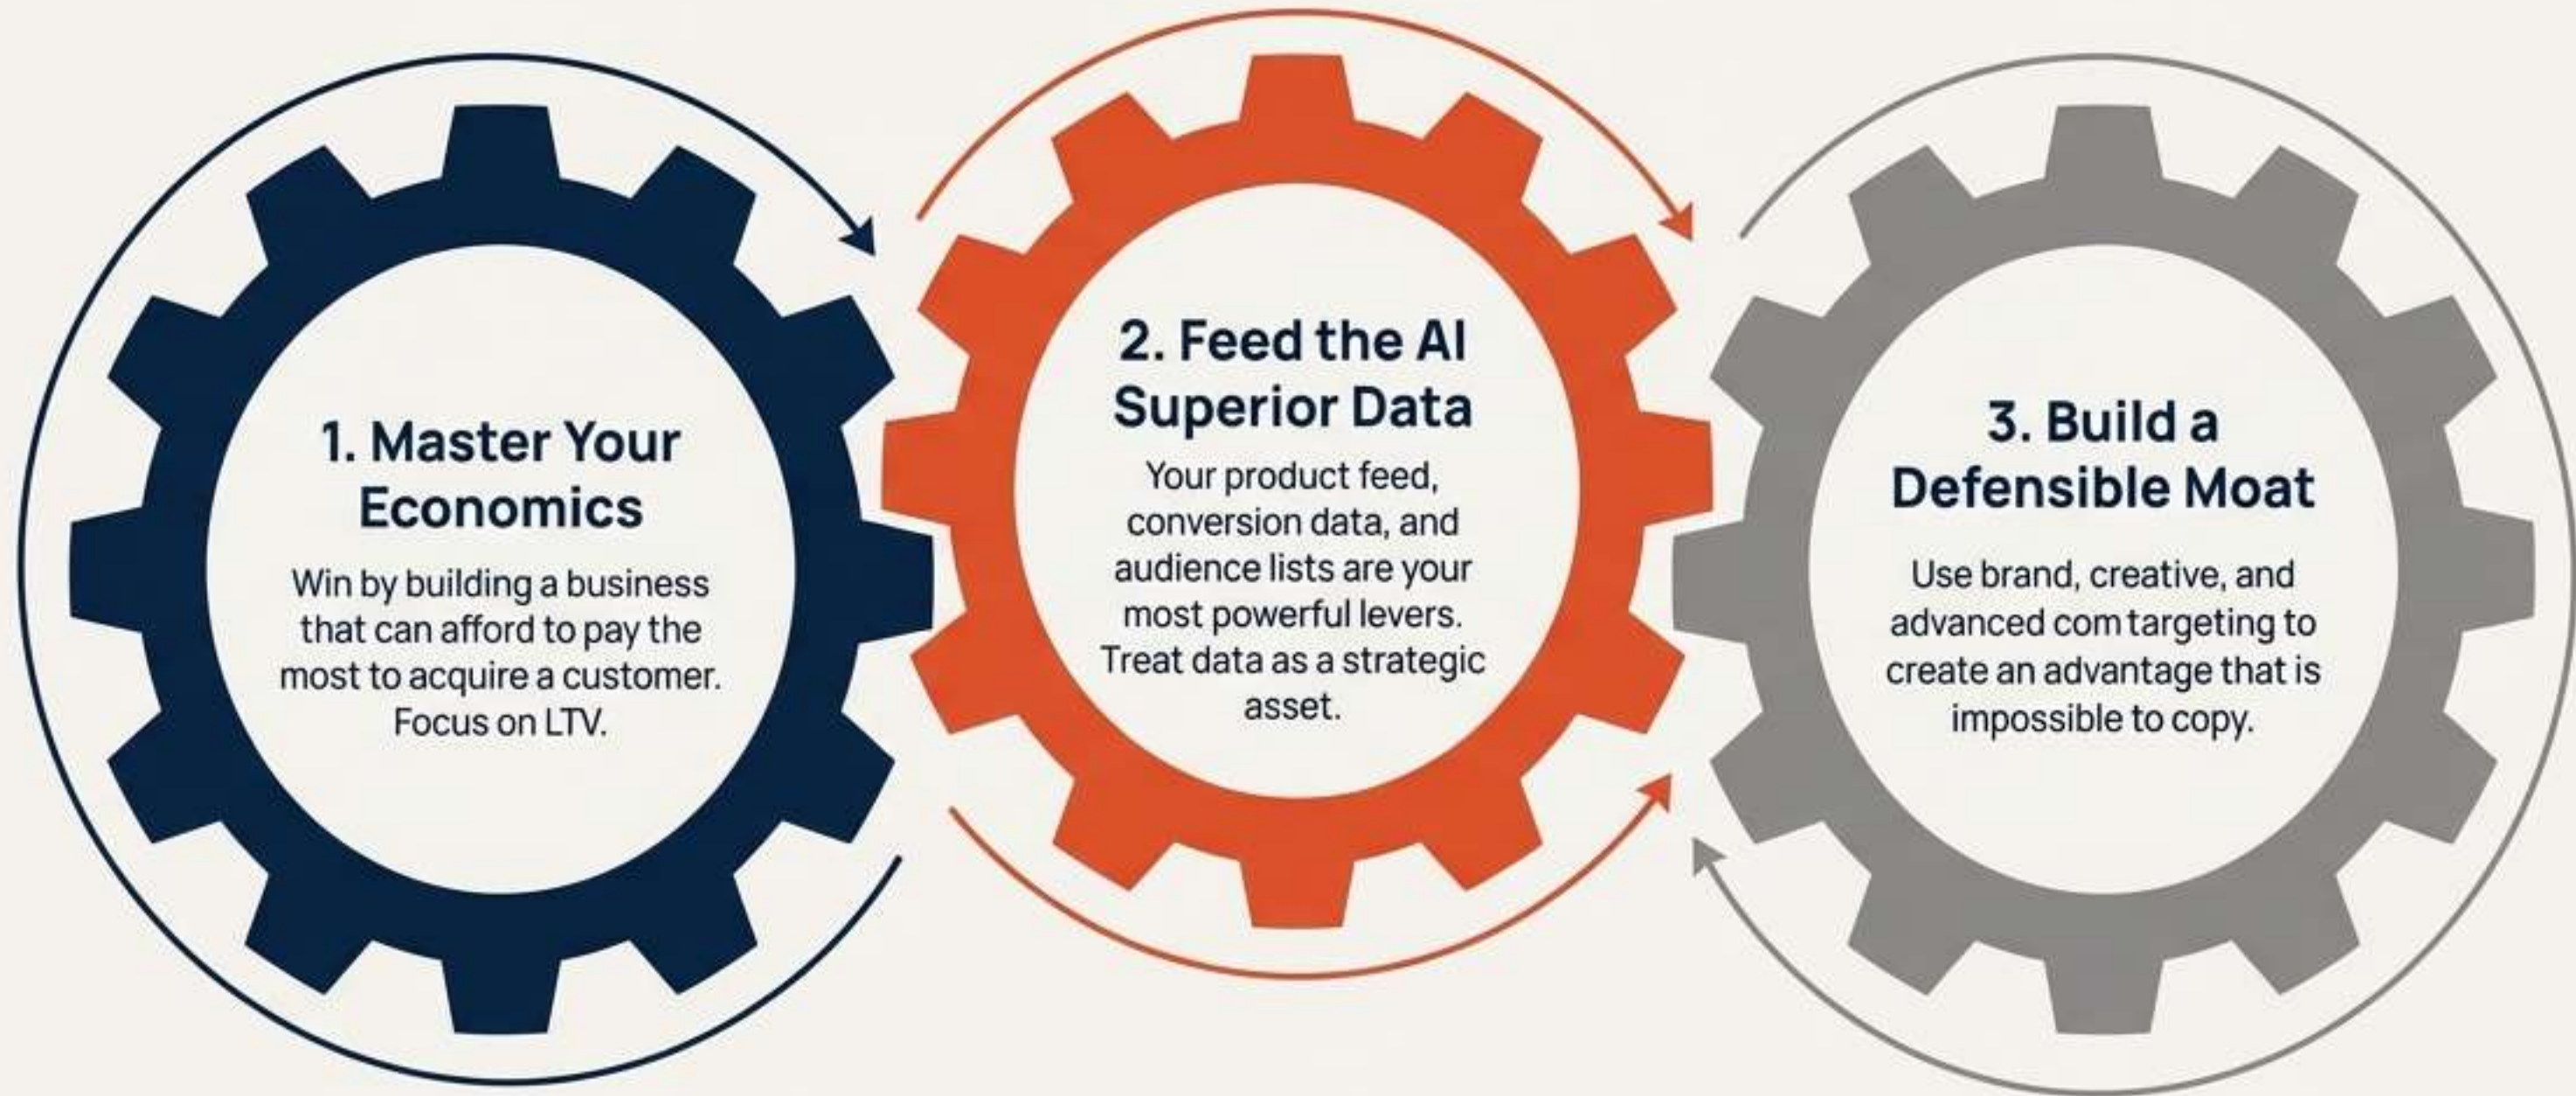 1. Master Your
Economics
Win by building a business
that can afford to pay the
most to acquire a customer.
Focus on LTV.
2. Feed the AI
Superior Data
Your product feed,
conversion data, and
audience lists are your
most powerful levers.
Treat data as a strategic
asset.
3. Build a
Defensible Moat
Use brand, creative, and
advanced com targeting to
create an advantage that is
impossible to copy.